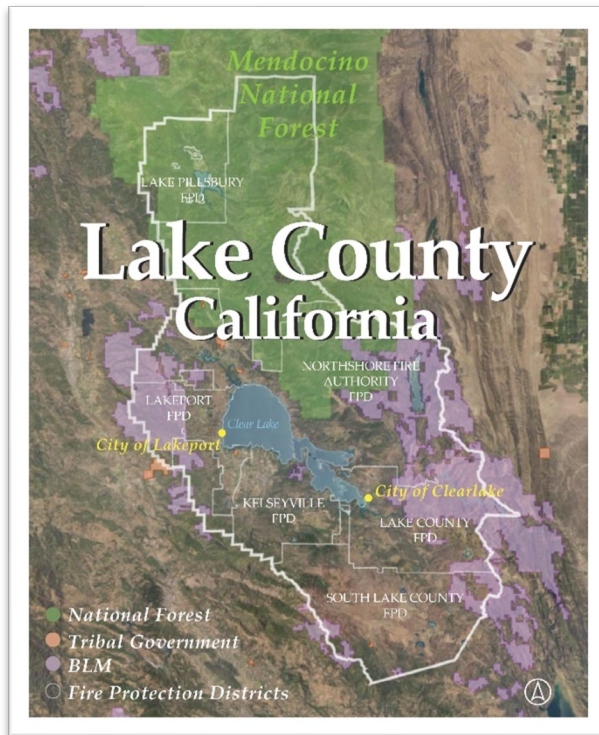 Mendocino
National
Forest
LAKE PILLSBURY
FPD
Lake County
California
NORTHSHORE FIRE
AUTHORITY
FPD
LAKEPORT
FPD
Clear Lake
City of Lakeport
City of Clearlake
KELSEYVILLE
FPD
LAKE COUNTY
FPD
SOUTH LAKE COUNTY
FPD
National Forest
Tribal Government
BLM
Fire Protection Districts